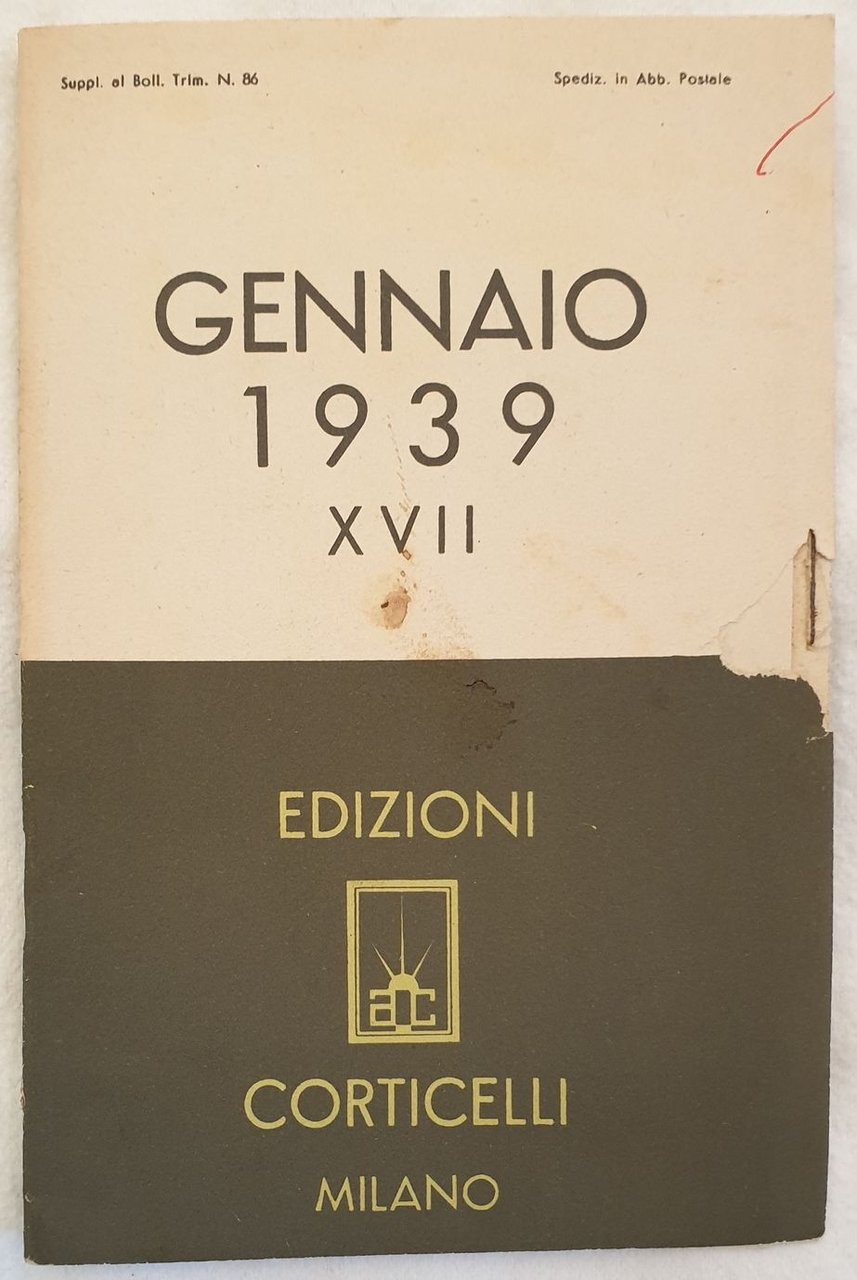 Suppl. al Boll. Trim. N. 86
Spediz. in Abb. Postale
GENNAIO
1939
XVII
EDIZIONI
ac
CORTICELLI
MILANO